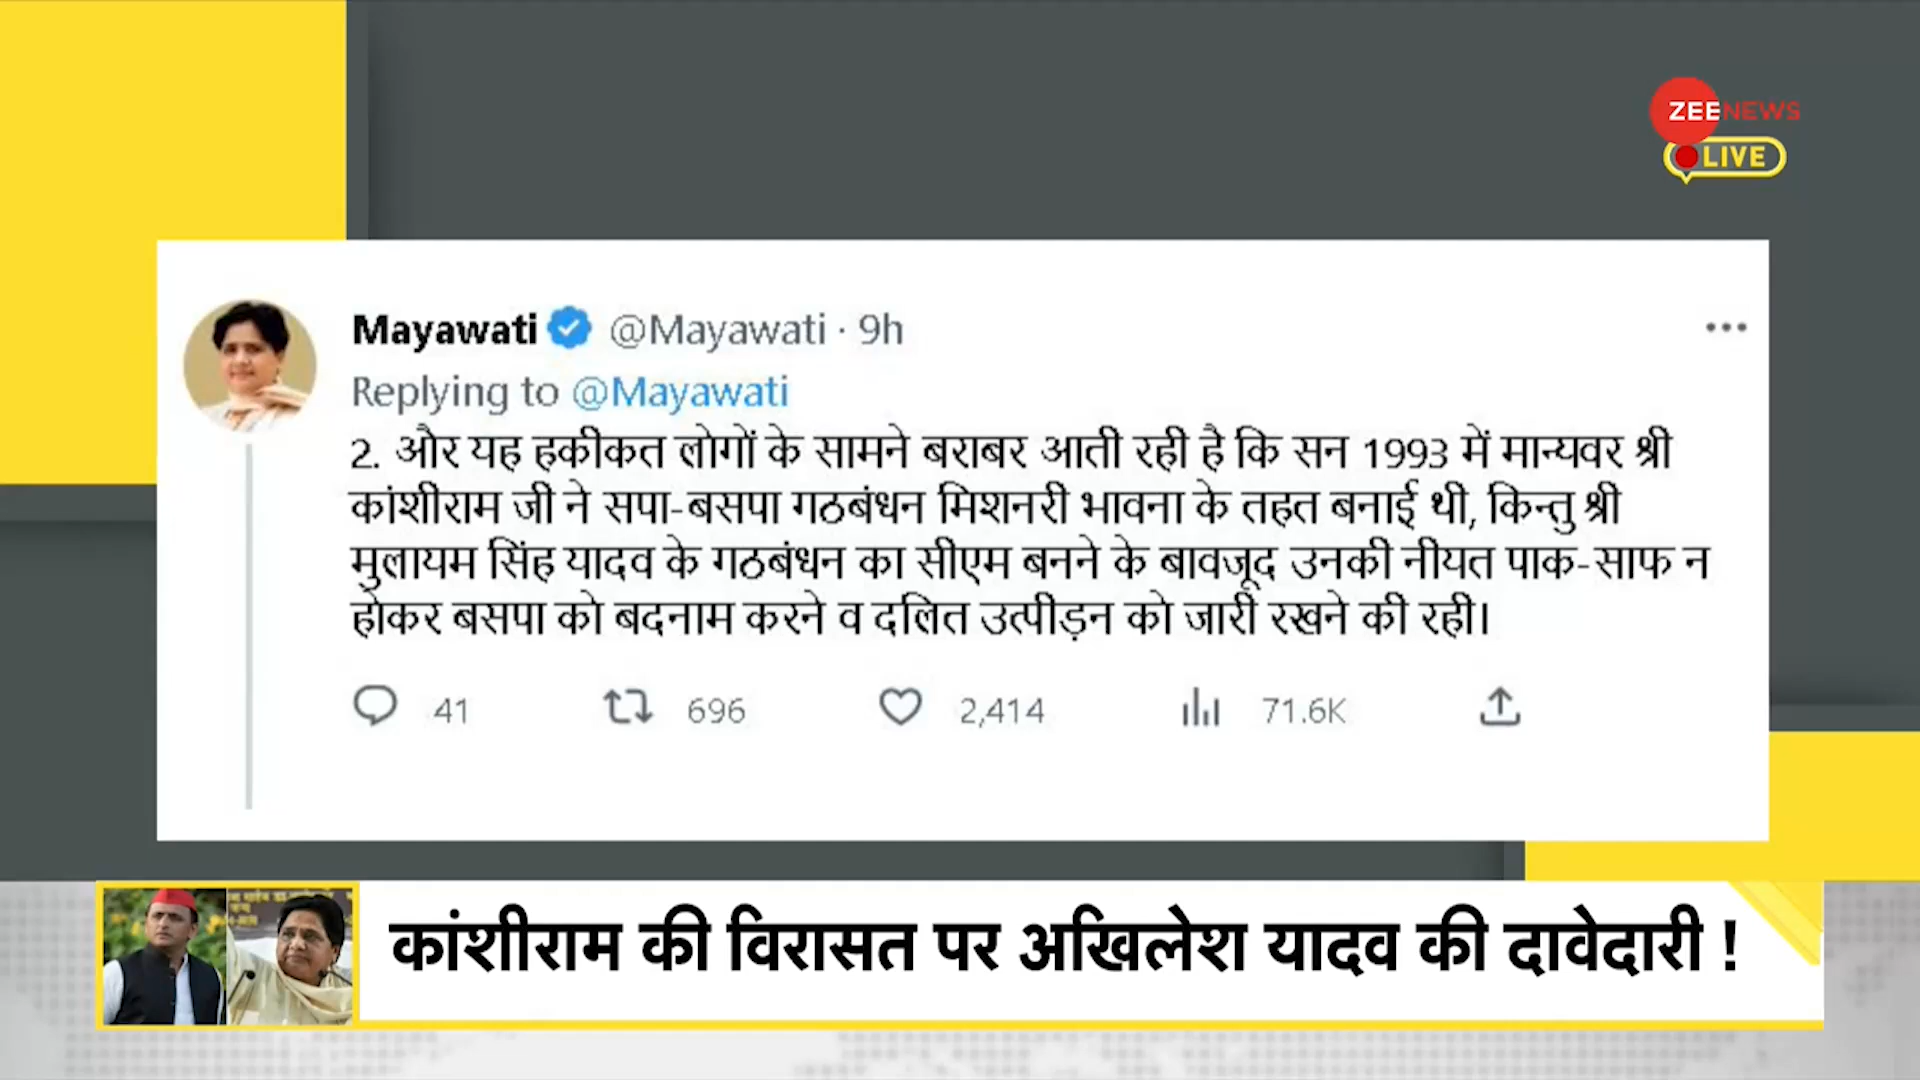 ZEE NEWS
LIVE
Mayawati @Mayawati · 9h
Replying to @Mayawati
2. और यह हकीकत लोगों के सामने बराबर आती रही है कि सन 1993 में मान्यवर श्री
कांशीराम जी ने सपा-बसपा गठबंधन मिशनरी भावना के तहत बनाई थी, किन्तु श्री
मुलायम सिंह यादव के गठबंधन का सीएम बनने के बावजूद उनकी नीयत पाक-साफ न
होकर बसपा को बदनाम करने व दलित उत्पीड़न को जारी रखने की रही।
41 696 2,414 71.6K
कांशीराम की विरासत पर अखिलेश यादव की दावेदारी !